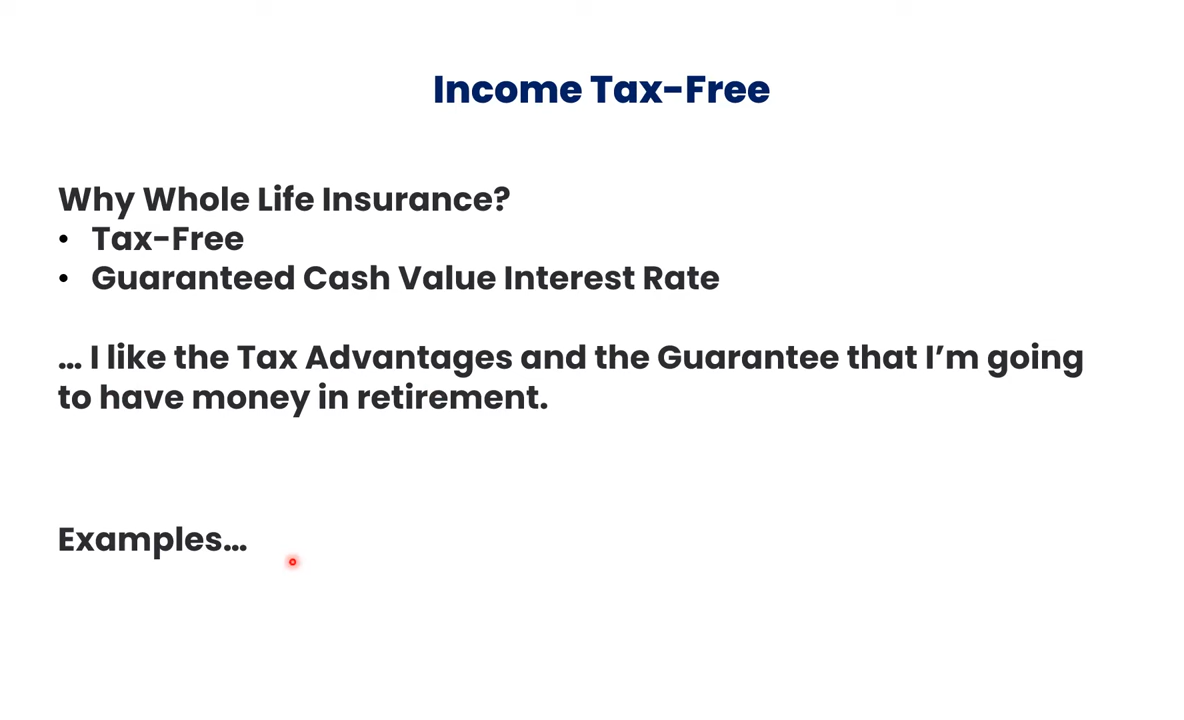 Income Tax-Free
Why Whole Life Insurance?
• Tax-Free
• Guaranteed Cash Value Interest Rate
… I like the Tax Advantages and the Guarantee that I’m going
to have money in retirement.
Examples…